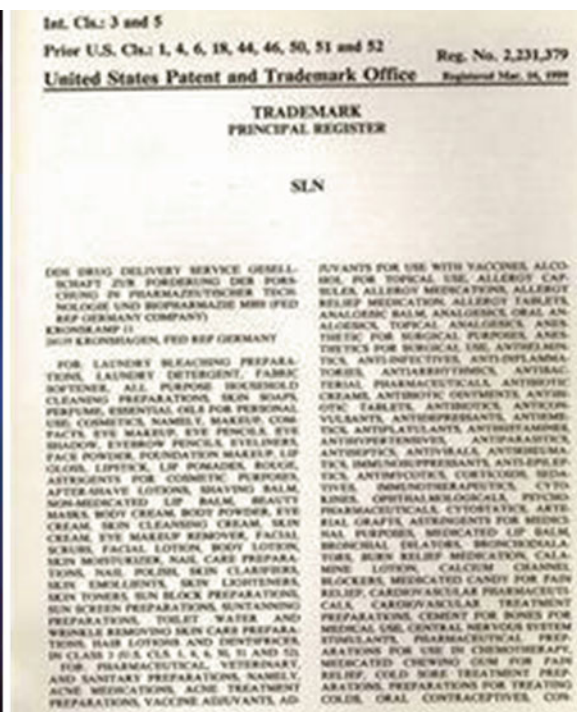 Int. Cls.: 3 and 5
Prior U.S. Cls.: 1, 4, 6, 18, 44, 46, 50, 51 and 52
Reg. No. 2,231,379
United States Patent and Trademark Office
Registered Mar. 16, 1999
TRADEMARK
PRINCIPAL REGISTER
SLN
DDS DRUG DELIVERY SERVICE GESELL-
SCHAFT ZUR FORDERUNG DER FORS-
CHUNG IN PHARMAZEUTISCHER TECH-
NOLOGIE UND BIOPHARMAZIE MBH (FED
REP GERMANY COMPANY)
KRONSKAMP 11
KRONSHAGEN, FED REP GERMANY
FOR: LAUNDRY BLEACHING PREPARA-
TIONS, LAUNDRY DETERGENT, FABRIC
SOFTENER, ALL PURPOSE HOUSEHOLD
CLEANING PREPARATIONS, SKIN SOAPS,
PERFUME, ESSENTIAL OILS FOR PERSONAL
USE; COSMETICS, NAMELY, MAKEUP, COM-
PACTS, EYE MAKEUP, EYE PENCILS, EYE
SHADOW, EYEBROW PENCILS, EYELINERS,
FACE POWDER, FOUNDATION MAKEUP, LIP
GLOSS, LIPSTICK, LIP POMADES, ROUGE,
ASTRIGENTS FOR COSMETIC PURPOSES,
AFTER-SHAVE LOTIONS, SHAVING BALM,
NON-MEDICATED LIP BALM, BEAUTY
MASKS, BODY CREAM, BODY POWDER, EYE
CREAM, SKIN CLEANSING CREAM, SKIN
CREAM, EYE MAKEUP REMOVER, FACIAL
SCRUBS, FACIAL LOTION, BODY LOTION,
SKIN MOISTURIZER, NAIL CARE PREPARA-
TIONS, NAIL POLISH, SKIN CLARIFIERS,
SKIN EMOLLIENTS, SKIN LIGHTENERS,
SKIN TONERS, SUN BLOCK PREPARATIONS,
SUN SCREEN PREPARATIONS, SUNTANNING
PREPARATIONS, TOILET WATER AND
WRINKLE REMOVING SKIN CARE PREPARA-
TIONS; HAIR LOTIONS AND DENTIFRICES,
IN CLASS 3 (U.S. CLS. 1, 4, 6, 50, 51 AND 52).
FOR: PHARMACEUTICAL, VETERINARY,
AND SANITARY PREPARATIONS, NAMELY,
ACNE MEDICATIONS, ACNE TREATMENT
PREPARATIONS, VACCINE ADJUVANTS, AD-
JUVANTS FOR USE WITH VACCINES, ALCO-
HOL FOR TOPICAL USE, ALLERGY CAP-
SULES, ALLERGY MEDICATIONS, ALLERGY
RELIEF MEDICATION, ALLERGY TABLETS,
ANALGESIC BALM, ANALGESICS, ORAL AN-
ALGESICS, TOPICAL ANALGESICS, ANES-
THETIC FOR SURGICAL PURPOSES, ANES-
THETICS FOR SURGICAL USE, ANTHELMIN-
TICS, ANTI-INFECTIVES, ANTI-INFLAMMA-
TORIES, ANTIARRHYTHMICS, ANTIBAC-
TERIAL PHARMACEUTICALS, ANTIBIOTIC
CREAMS, ANTIBIOTIC OINTMENTS, ANTIBI-
OTIC TABLETS, ANTIBIOTICS, ANTICON-
VULSANTS, ANTIDEPRESSANTS, ANTIEME-
TICS, ANTIFLATULANTS, ANTIHISTAMINES,
ANTIHYPERTENSIVES, ANTIPARASITICS,
ANTISEPTICS, ANTIVIRALS, ANTIRHEUMA-
TICS, IMMUNOSUPPRESSANTS, ANTI-EPILEP-
TICS, ANTIPSYCOTICS, CORTICOIDS, SEDA-
TIVES, IMMUNOTHERAPEUTICS, CYTO-
KINES, OPHTHALMOLOGICALS, PSYCHO-
PHARMACEUTICALS, CYTOSTATICS, ARTE-
RIAL GRAFTS, ASTRINGENTS FOR MEDICI-
NAL PURPOSES, MEDICATED LIP BALM,
BRONCHIAL DILATORS, BRONCHODILA-
TORS, BURN RELIEF MEDICATION, CALA-
MINE LOTION, CALCIUM CHANNEL
BLOCKERS, MEDICATED CANDY FOR PAIN
RELIEF, CARDIOVASCULAR PHARMACEUTI-
CALS, CARDIOVASCULAR TREATMENT
PREPARATIONS, CEMENT FOR BONES FOR
MEDICAL USE, CENTRAL NERVOUS SYSTEM
STIMULANTS, PHARMACEUTICAL PREP-
ARATIONS FOR USE IN CHEMOTHERAPY,
MEDICATED CHEWING GUM FOR PAIN
RELIEF, COLD SORE TREATMENT PREP-
ARATIONS, PREPARATIONS FOR TREATING
COLDS, ORAL CONTRACEPTIVES, CON-